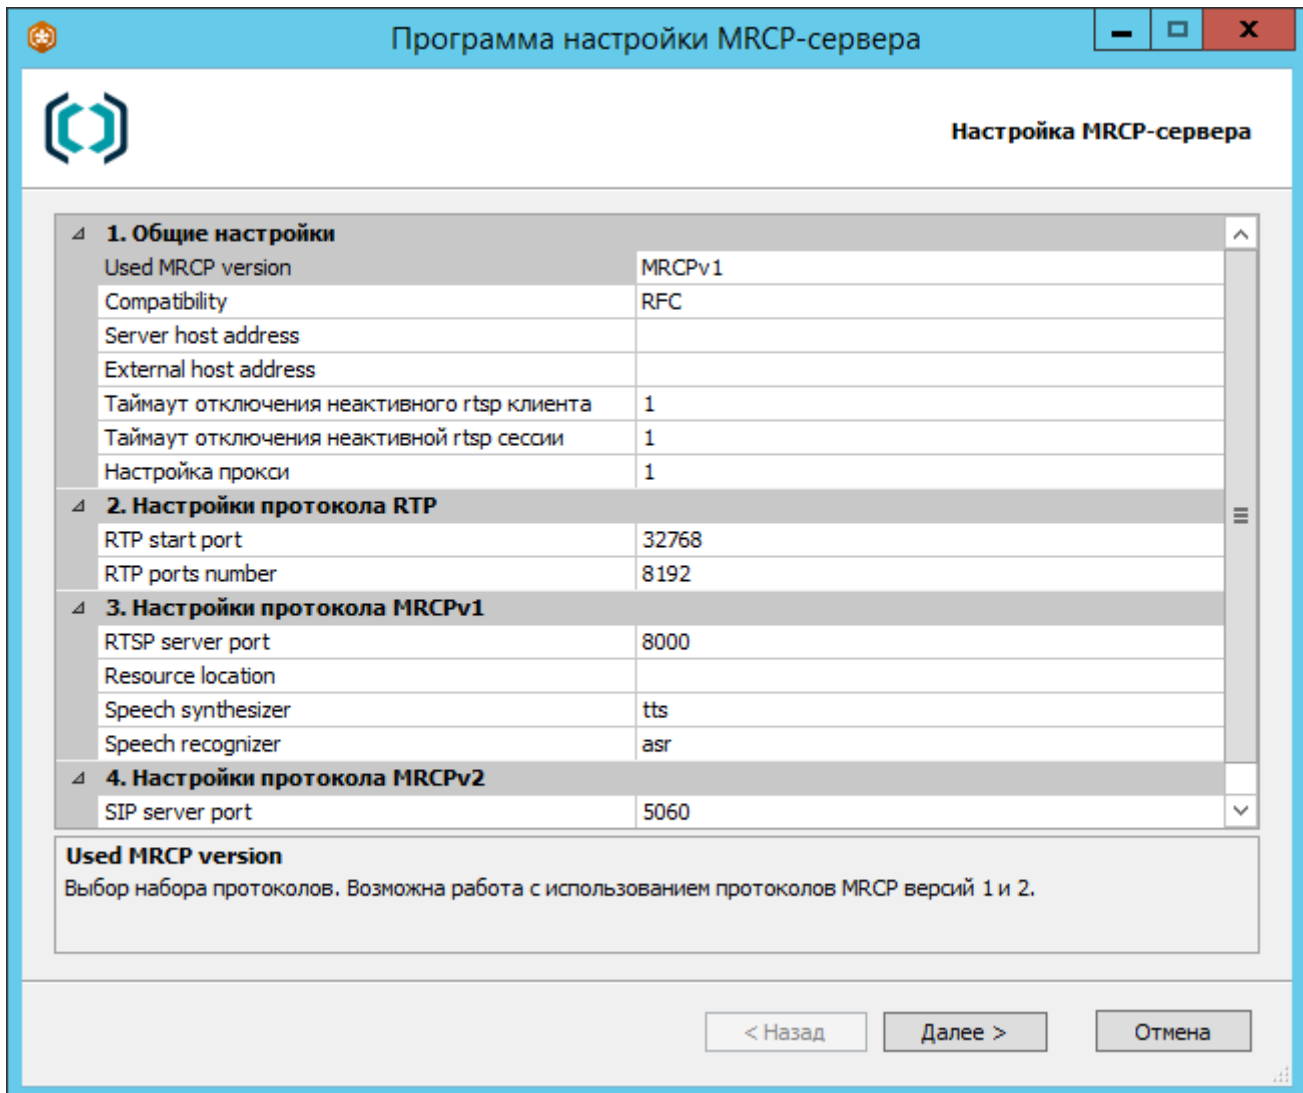 Программа настройки MRCP-сервера
Настройка MRCP-сервера
1. Общие настройки
Used MRCP version MRCPv1
Compatibility RFC
Server host address
External host address
Таймаут отключения неактивного rtsp клиента 1
Таймаут отключения неактивной rtsp сессии 1
Настройка прокси 1
2. Настройки протокола RTP
RTP start port 32768
RTP ports number 8192
3. Настройки протокола MRCPv1
RTSP server port 8000
Resource location
Speech synthesizer tts
Speech recognizer asr
4. Настройки протокола MRCPv2
SIP server port 5060
Used MRCP version
Выбор набора протоколов. Возможна работа с использованием протоколов MRCP версий 1 и 2.
< Назад Далее > Отмена